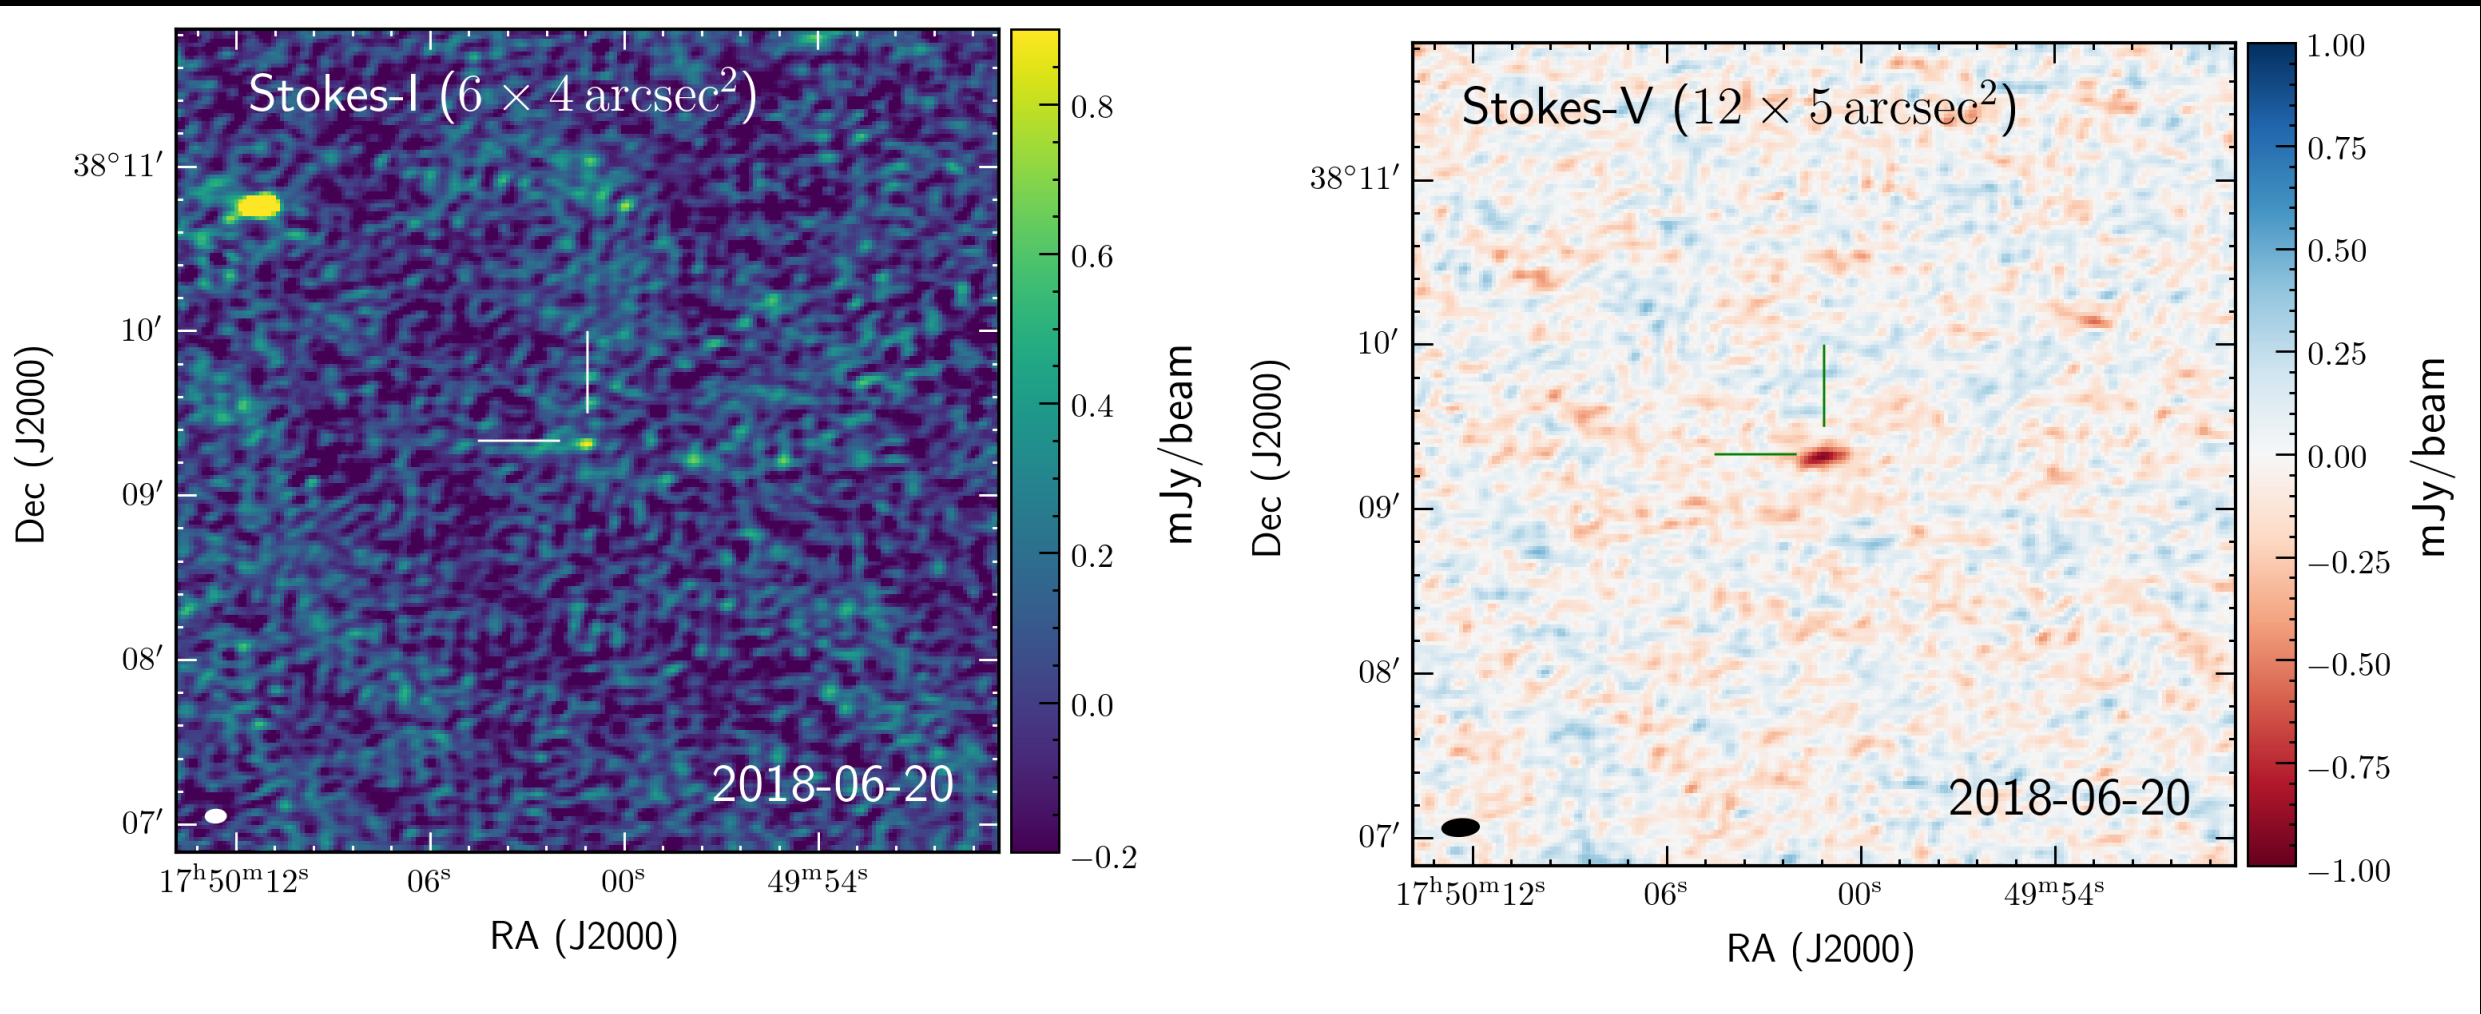 Stokes-I (6 × 4 arcsec²)
38°11′
10′
09′
08′
07′
Dec (J2000)
2018-06-20
17ʰ50ᵐ12ˢ 06ˢ 00ˢ 49ᵐ54ˢ
RA (J2000)
0.8
0.6
0.4
0.2
0.0
−0.2
mJy/beam
Stokes-V (12 × 5 arcsec²)
38°11′
10′
09′
08′
07′
Dec (J2000)
2018-06-20
17ʰ50ᵐ12ˢ 06ˢ 00ˢ 49ᵐ54ˢ
RA (J2000)
1.00
0.75
0.50
0.25
0.00
−0.25
−0.50
−0.75
−1.00
mJy/beam